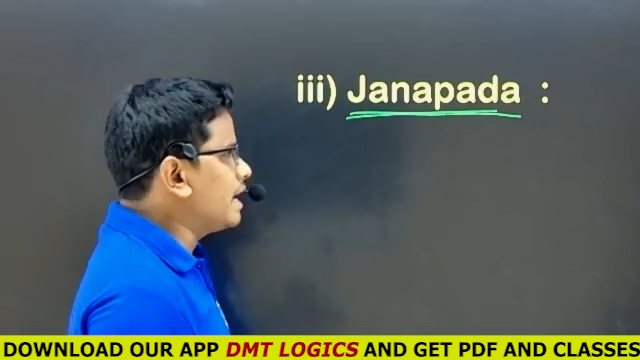 iii) Janapada :
DOWNLOAD OUR APP DMT LOGICS AND GET PDF AND CLASSES